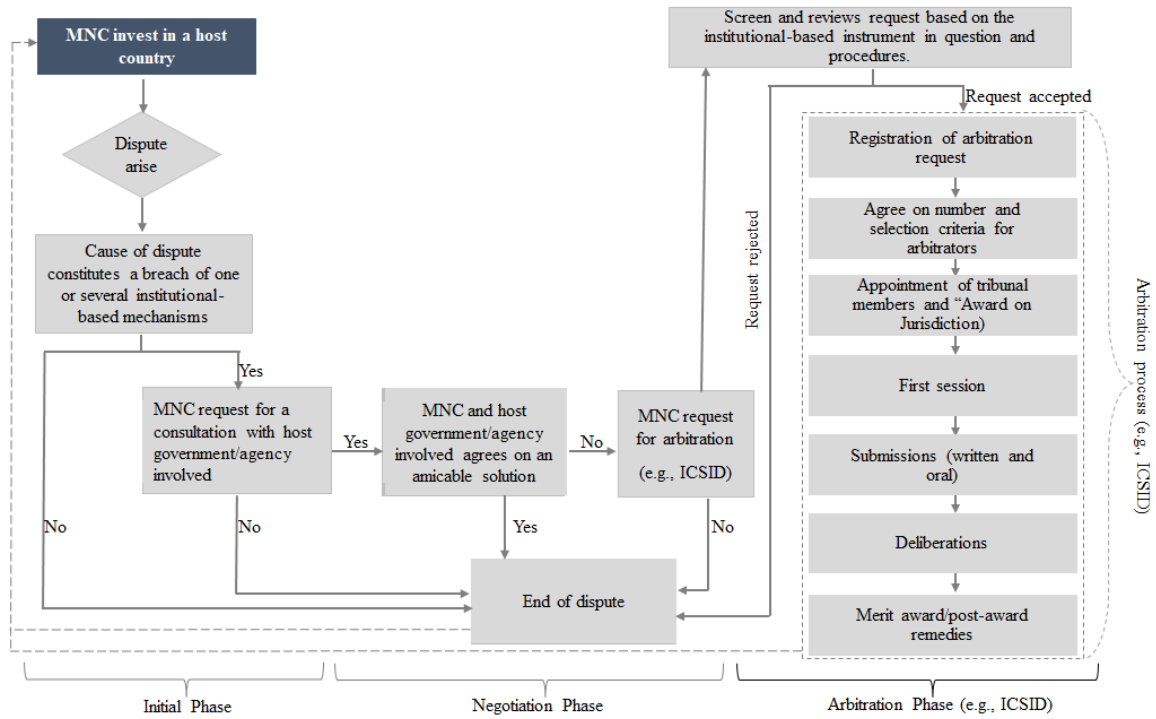 MNC invest in a host
country
Dispute
arise
Cause of dispute
constitutes a breach of one
or several institutional-
based mechanisms
Yes
No
MNC request for a
consultation with host
government/agency
involved
Yes
No
MNC and host
government/agency
involved agrees on an
amicable solution
No
Yes
MNC request
for arbitration
(e.g., ICSID)
No
End of dispute
Screen and reviews request based on the
institutional-based instrument in question and
procedures.
Request rejected
Request accepted
Registration of arbitration
request
Agree on number and
selection criteria for
arbitrators
Appointment of tribunal
members and “Award on
Jurisdiction)
First session
Submissions (written and
oral)
Deliberations
Merit award/post-award
remedies
Arbitration process (e.g., ICSID)
Initial Phase
Negotiation Phase
Arbitration Phase (e.g., ICSID)